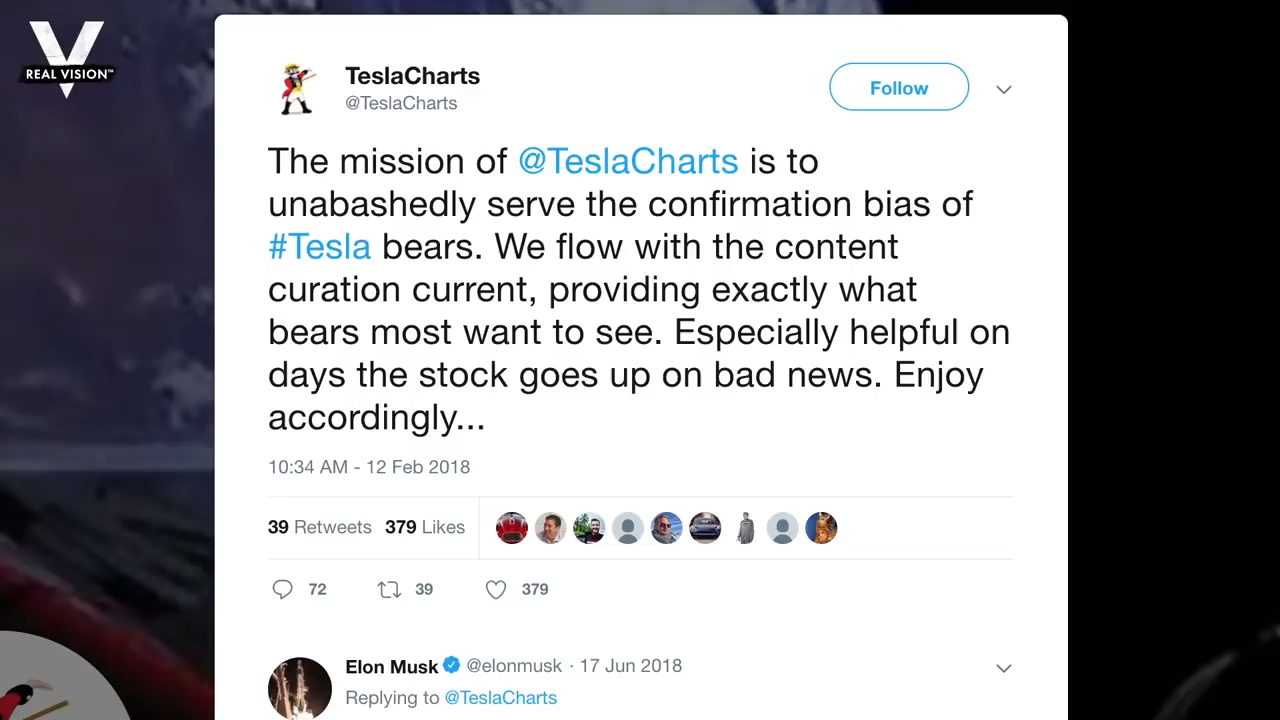 REAL VISION™
TeslaCharts
@TeslaCharts
Follow
The mission of @TeslaCharts is to
unabashedly serve the confirmation bias of
#Tesla bears. We flow with the content
curation current, providing exactly what
bears most want to see. Especially helpful on
days the stock goes up on bad news. Enjoy
accordingly...
10:34 AM - 12 Feb 2018
39 Retweets 379 Likes
72 39 379
Elon Musk @elonmusk · 17 Jun 2018
Replying to @TeslaCharts